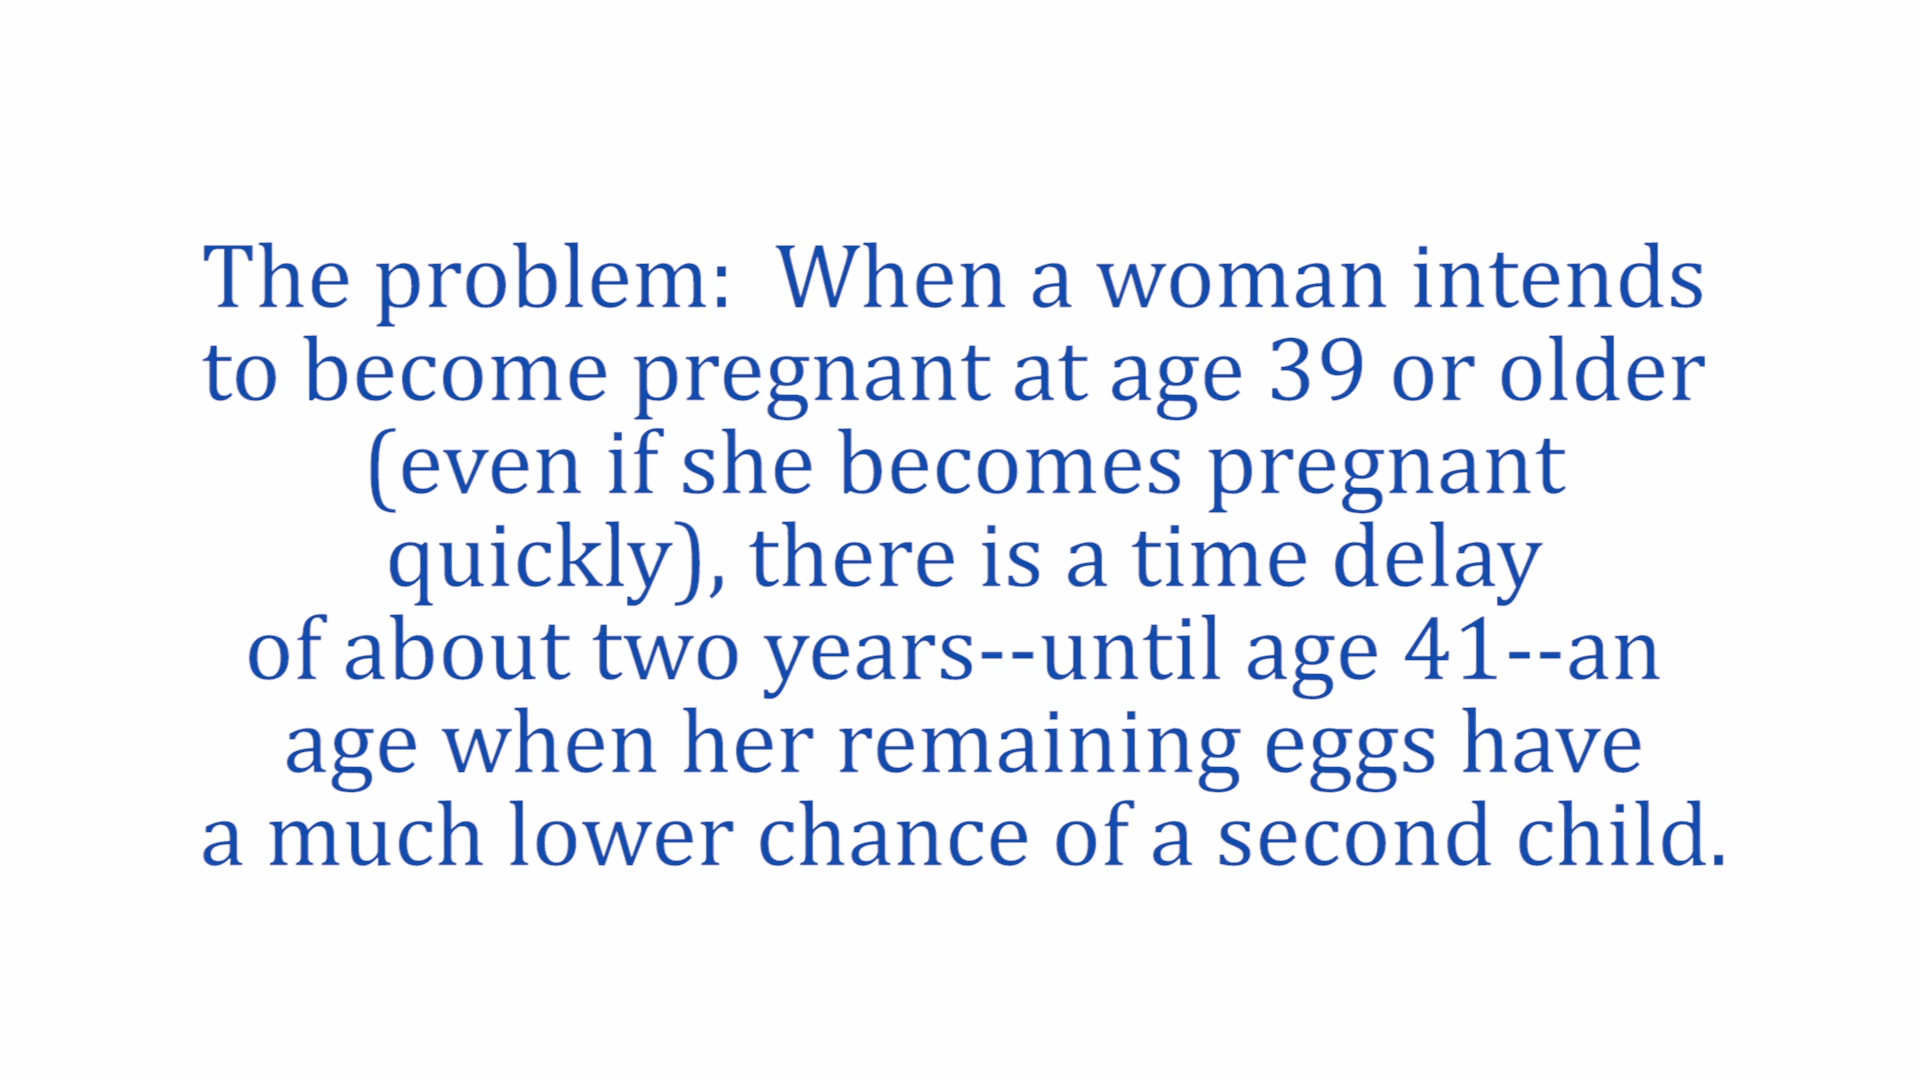 The problem:  When a woman intends
to become pregnant at age 39 or older
(even if she becomes pregnant
quickly), there is a time delay
of about two years--until age 41--an
age when her remaining eggs have
a much lower chance of a second child.